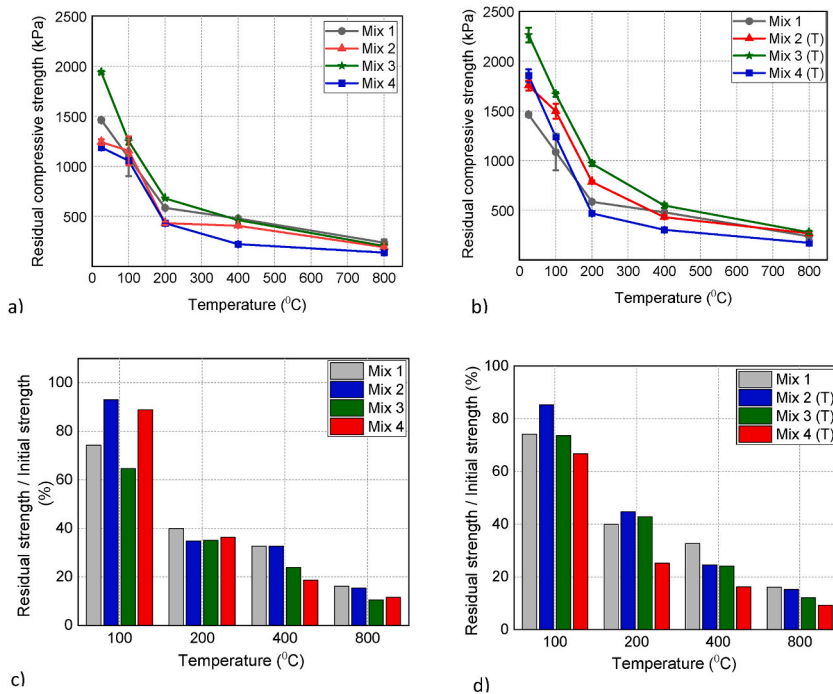 2500
2000
1500
1000
500
0 100 200 300 400 500 600 700 800
Residual compressive strength (kPa)
Temperature (⁰C)
Mix 1
Mix 2
Mix 3
Mix 4
a)
2500
2000
1500
1000
500
0 100 200 300 400 500 600 700 800
Residual compressive strength (kPa)
Temperature (⁰C)
Mix 1
Mix 2 (T)
Mix 3 (T)
Mix 4 (T)
b)
100
80
60
40
20
0
100 200 400 800
Residual strength / Initial strength
(%)
Temperature (⁰C)
Mix 1
Mix 2
Mix 3
Mix 4
c)
100
80
60
40
20
0
100 200 400 800
Residual strength / Initial strength (%)
Temperature (⁰C)
Mix 1
Mix 2 (T)
Mix 3 (T)
Mix 4 (T)
d)